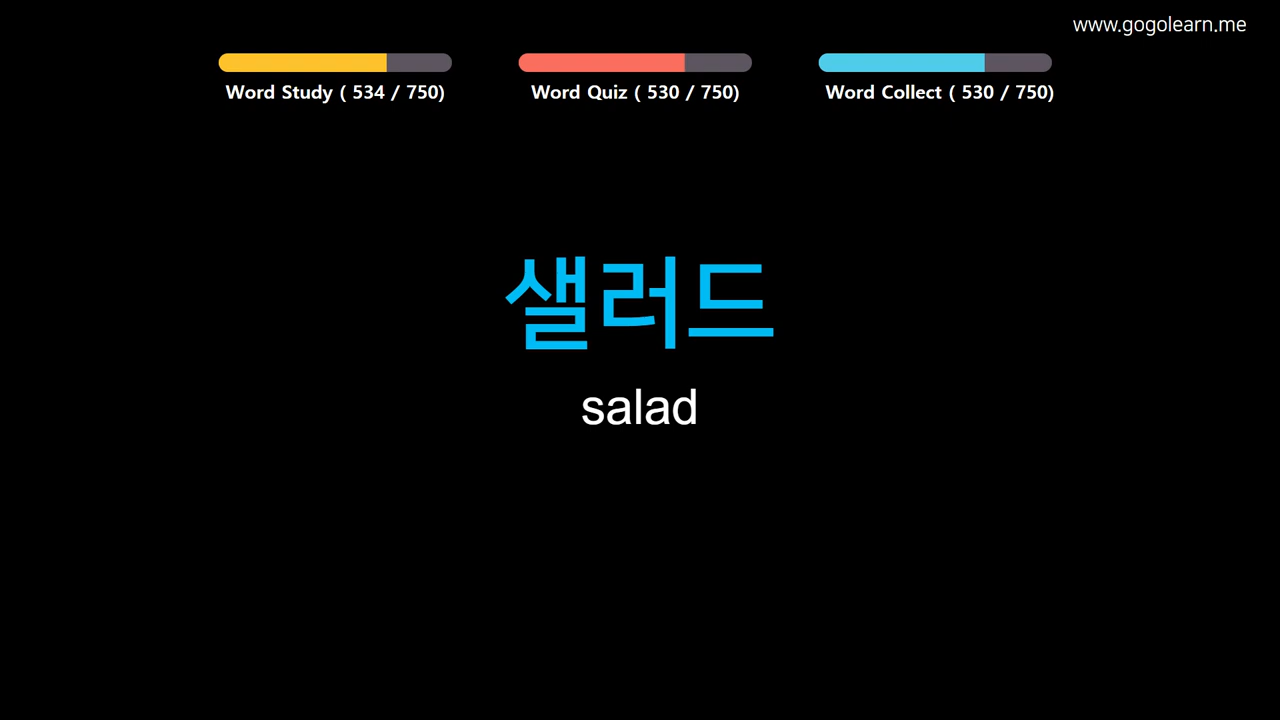 www.gogolearn.me
Word Study ( 534 / 750)
Word Quiz ( 530 / 750)
Word Collect ( 530 / 750)
샐러드
salad